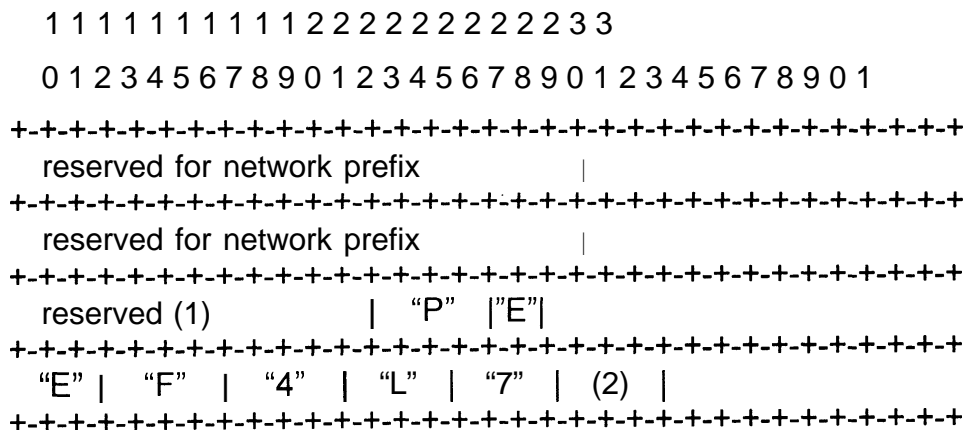 1 1 1 1 1 1 1 1 1 1 2 2 2 2 2 2 2 2 2 2 3 3
0 1 2 3 4 5 6 7 8 9 0 1 2 3 4 5 6 7 8 9 0 1 2 3 4 5 6 7 8 9 0 1
+-+-+-+-+-+-+-+-+-+-+-+-+-+-+-+-+-+-+-+-+-+-+-+-+-+-+-+-+-+-+-+-+
reserved for network prefix |
+-+-+-+-+-+-+-+-+-+-+-+-+-+-+-+-+-+-+-+-+-+-+-+-+-+-+-+-+-+-+-+-+
reserved for network prefix |
+-+-+-+-+-+-+-+-+-+-+-+-+-+-+-+-+-+-+-+-+-+-+-+-+-+-+-+-+-+-+-+-+
reserved (1) | “P” |”E”|
+-+-+-+-+-+-+-+-+-+-+-+-+-+-+-+-+-+-+-+-+-+-+-+-+-+-+-+-+-+-+-+-+
“E” | “F” | “4” | “L” | “7” | (2) |
+-+-+-+-+-+-+-+-+-+-+-+-+-+-+-+-+-+-+-+-+-+-+-+-+-+-+-+-+-+-+-+-+